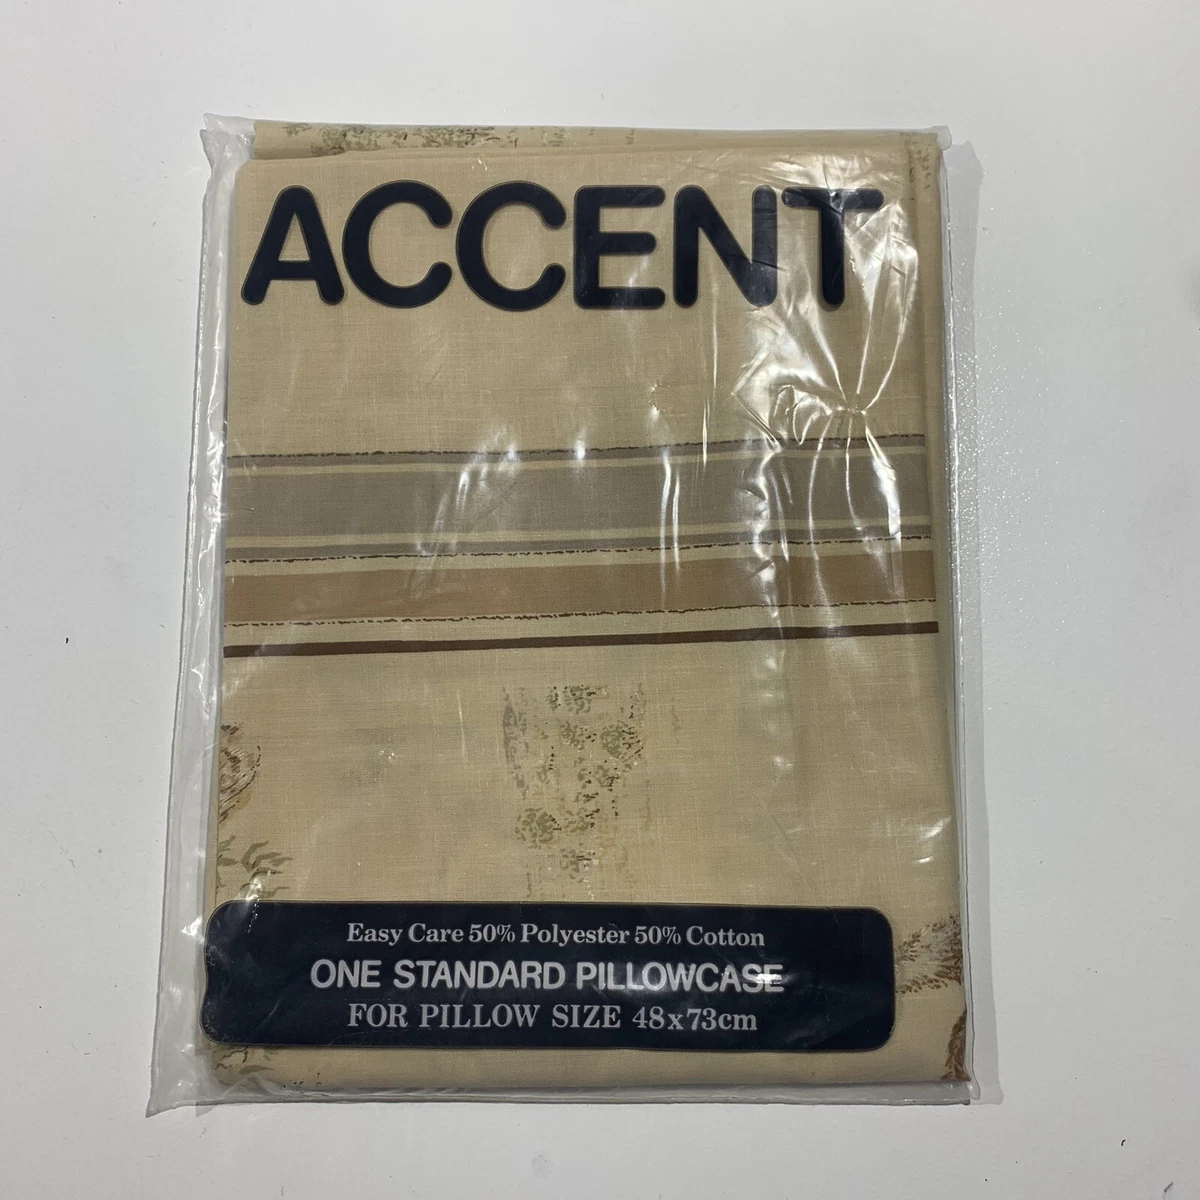 ACCENT
Easy Care 50% Polyester 50% Cotton
ONE STANDARD PILLOWCASE
FOR PILLOW SIZE 48x73cm